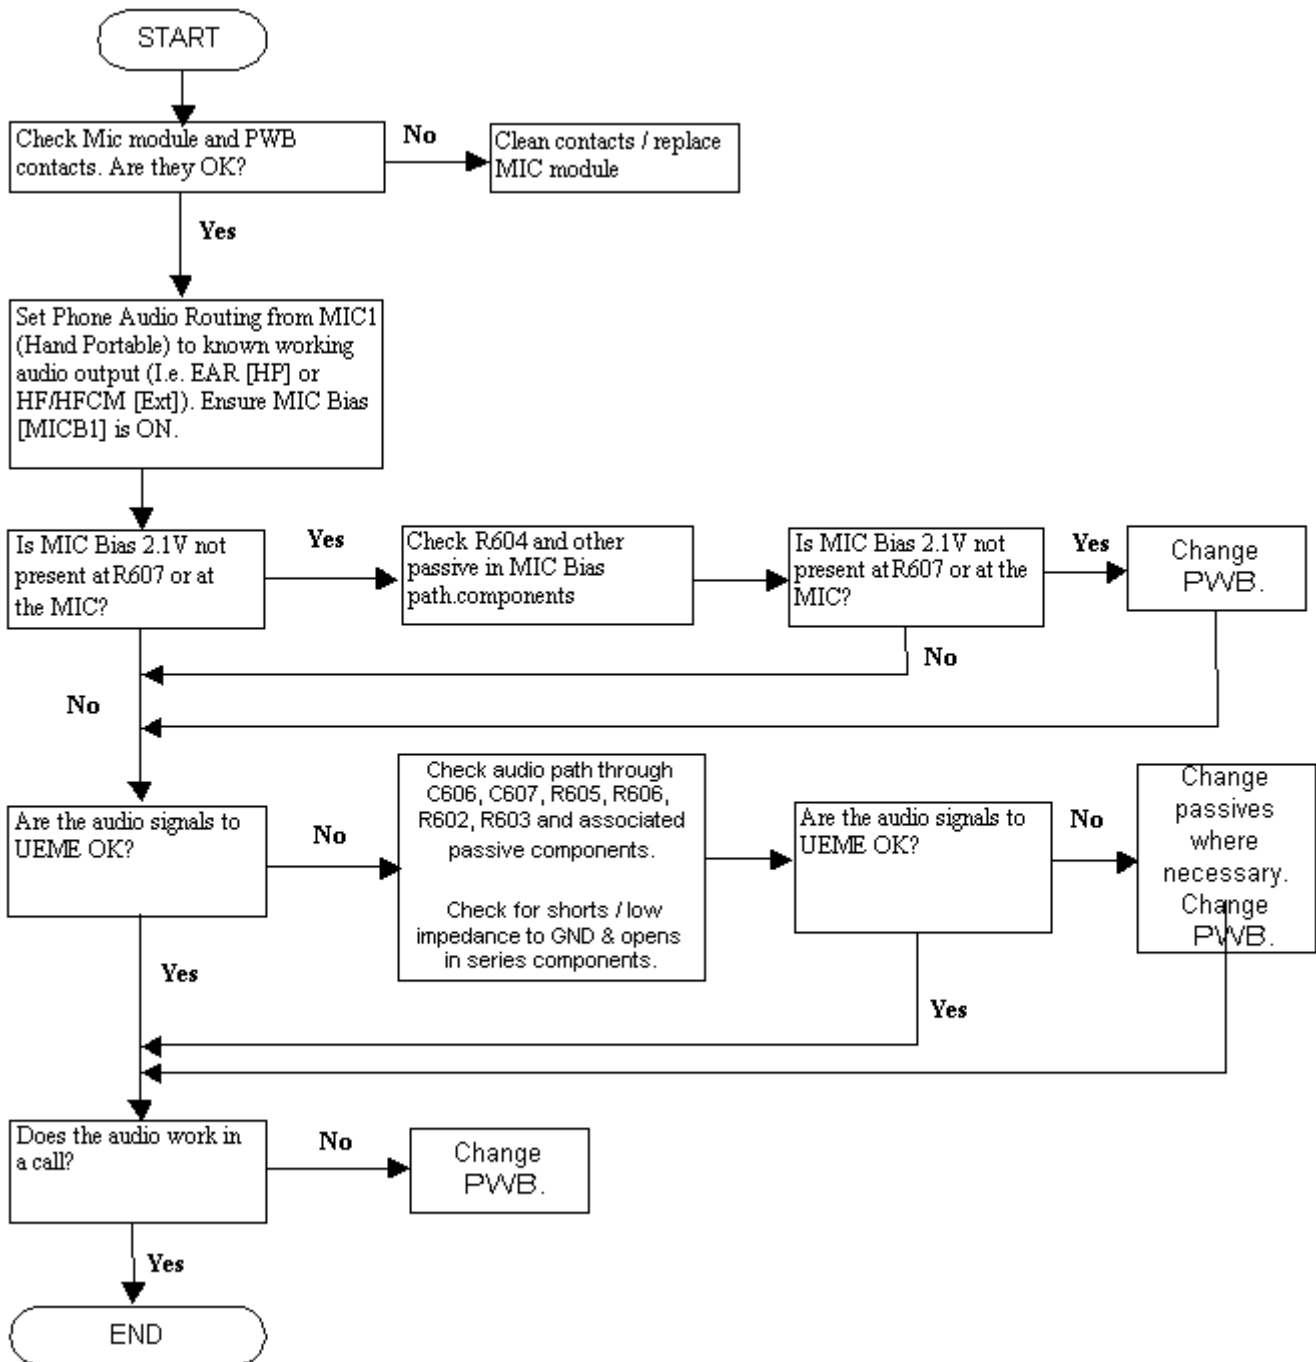 START
Check Mic module and PWB
contacts. Are they OK?
No
Clean contacts / replace
MIC module
Yes
Set Phone Audio Routing from MIC1
(Hand Portable) to known working
audio output (I.e. EAR [HP] or
HF/HFCM [Ext]). Ensure MIC Bias
[MICB1] is ON.
Is MIC Bias 2.1V not
present at R607 or at
the MIC?
Yes
Check R604 and other
passive in MIC Bias
path.components
Is MIC Bias 2.1V not
present at R607 or at the
MIC?
Yes
Change
PWB.
No
No
Are the audio signals to
UEME OK?
No
Check audio path through
C606, C607, R605, R606,
R602, R603 and associated
passive components.
Check for shorts / low
impedance to GND & opens
in series components.
Are the audio signals to
UEME OK?
No
Change
passives
where
necessary.
Change
PWB.
Yes
Yes
Does the audio work in
a call?
No
Change
PWB.
Yes
END